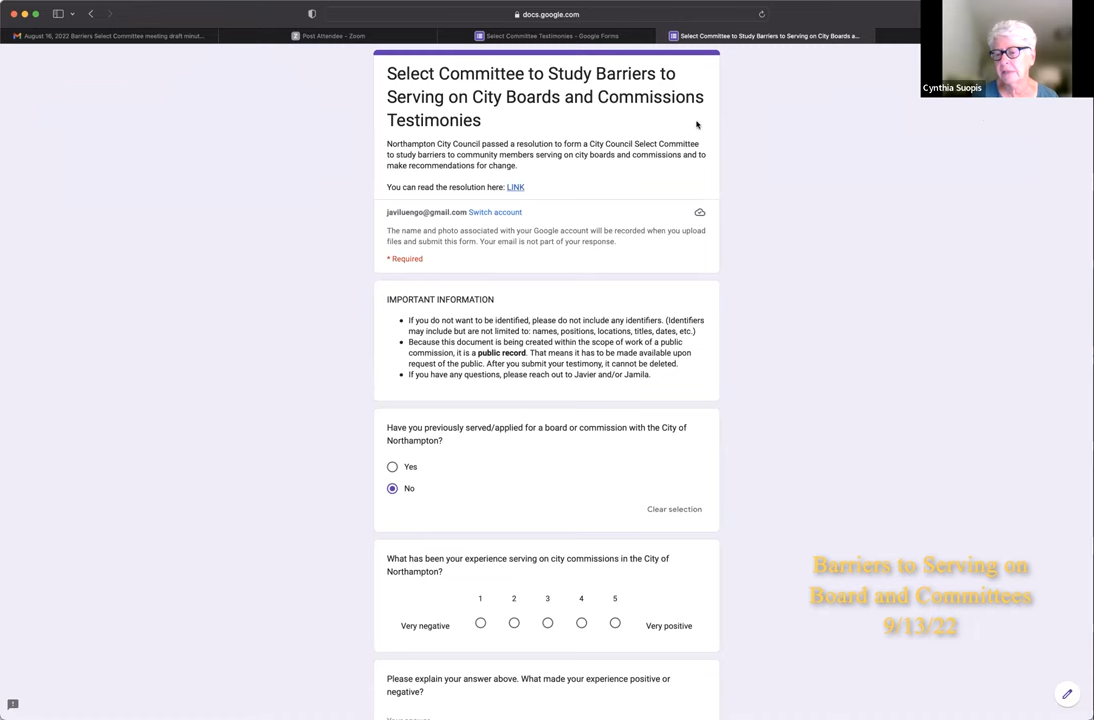 docs.google.com
August 16, 2022 Barriers Select Committee meeting draft minut...
Post Attendee - Zoom
Select Committee Testimonies - Google Forms
Select Committee to Study Barriers to Serving on City Boards a...
Cynthia Suopis
Select Committee to Study Barriers to
Serving on City Boards and Commissions
Testimonies
Northampton City Council passed a resolution to form a City Council Select Committee
to study barriers to community members serving on city boards and commissions and to
make recommendations for change.
You can read the resolution here: LINK
javiluengo@gmail.com Switch account
The name and photo associated with your Google account will be recorded when you upload
files and submit this form. Your email is not part of your response.
* Required
IMPORTANT INFORMATION
• If you do not want to be identified, please do not include any identifiers. (Identifiers
may include but are not limited to: names, positions, locations, titles, dates, etc.)
• Because this document is being created within the scope of work of a public
commission, it is a public record. That means it has to be made available upon
request of the public. After you submit your testimony, it cannot be deleted.
• If you have any questions, please reach out to Javier and/or Jamila.
Have you previously served/applied for a board or commission with the City of
Northampton?
Yes
No
Clear selection
What has been your experience serving on city commissions in the City of
Northampton?
1 2 3 4 5
Very negative Very positive
Please explain your answer above. What made your experience positive or
negative?
Your answer
Barriers to Serving on
Board and Committees
9/13/22